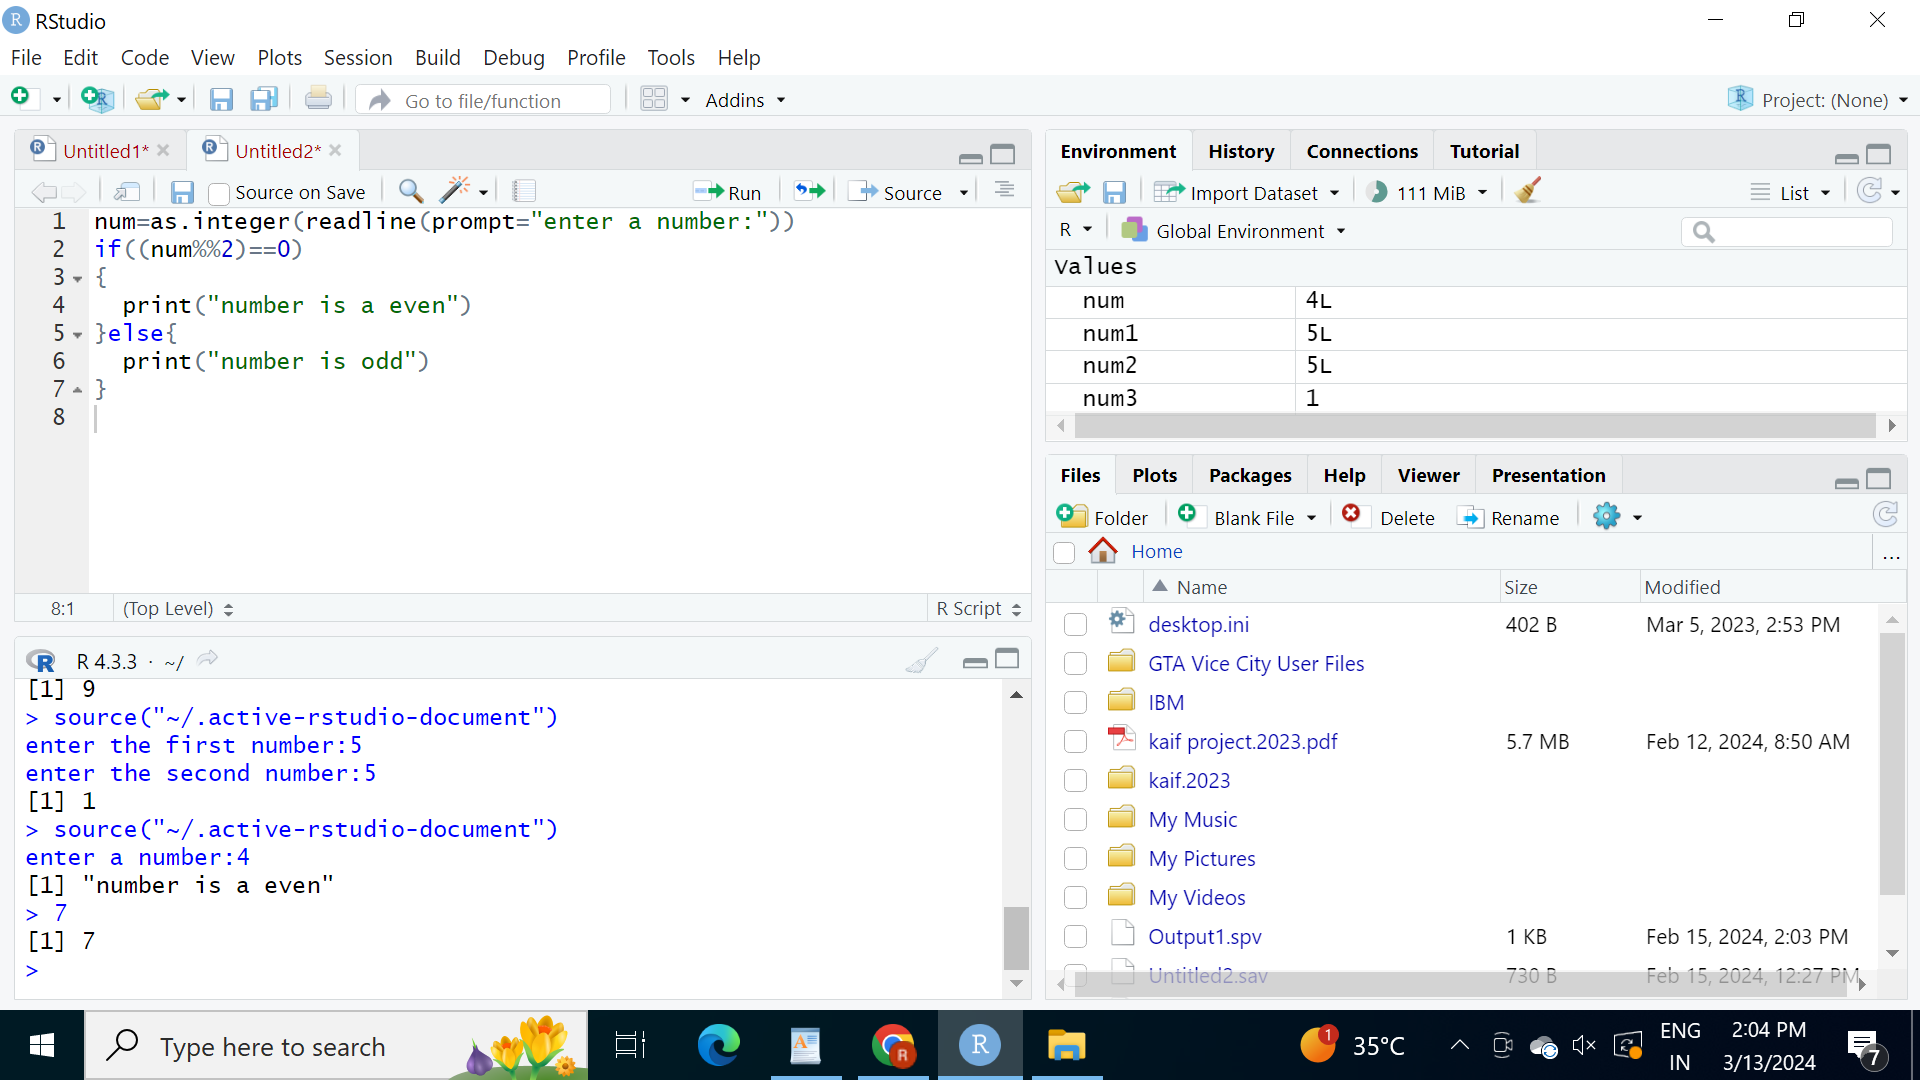 RStudio
File Edit Code View Plots Session Build Debug Profile Tools Help
Go to file/function Addins Project: (None)
Untitled1* Untitled2*
Source on Save Run Source
1 num=as.integer(readline(prompt="enter a number:"))
2 if((num%%2)==0)
3 {
4 print("number is a even")
5 }else{
6 print("number is odd")
7 }
8
8:1 (Top Level) R Script
R 4.3.3 · ~/
[1] 9
> source("~/.active-rstudio-document")
enter the first number:5
enter the second number:5
[1] 1
> source("~/.active-rstudio-document")
enter a number:4
[1] "number is a even"
> 7
[1] 7
>
Environment History Connections Tutorial
Import Dataset 111 MiB List
R Global Environment
Values
num 4L
num1 5L
num2 5L
num3 1
Files Plots Packages Help Viewer Presentation
Folder Blank File Delete Rename
Home ...
Name Size Modified
desktop.ini 402 B Mar 5, 2023, 2:53 PM
GTA Vice City User Files
IBM
kaif project.2023.pdf 5.7 MB Feb 12, 2024, 8:50 AM
kaif.2023
My Music
My Pictures
My Videos
Output1.spv 1 KB Feb 15, 2024, 2:03 PM
Untitled2.sav 730 B Feb 15, 2024, 12:27 PM
Type here to search R R 1 35°C ENG 2:04 PM
IN 3/13/2024 7